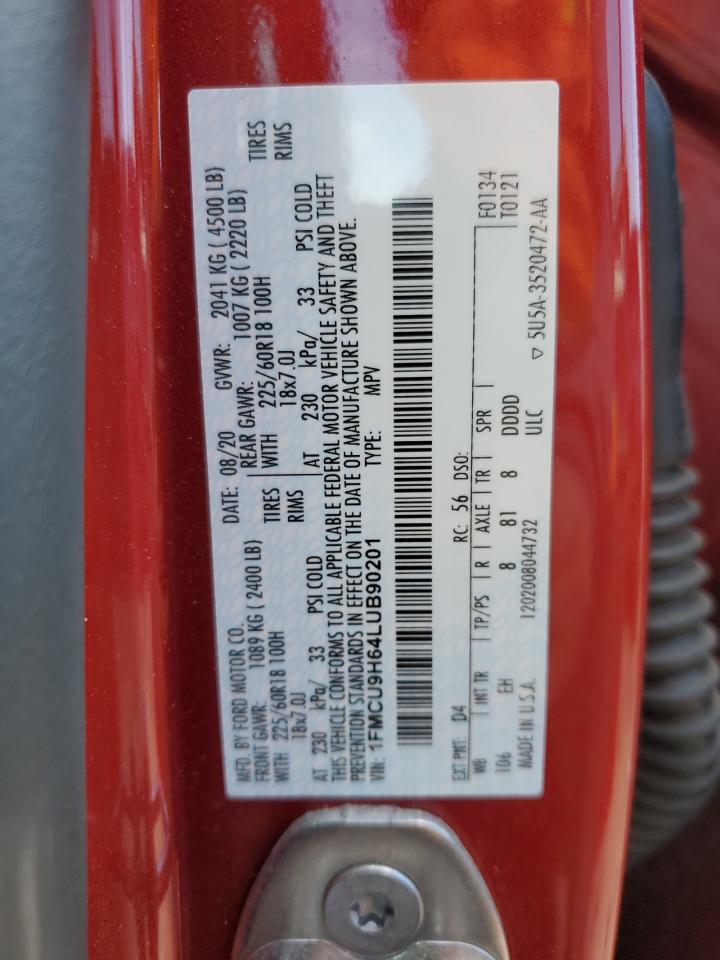 MFD. BY FORD MOTOR CO. DATE: 08/20 GVWR: 2041 KG ( 4500 LB)
FRONT GAWR: 1089 KG ( 2400 LB) REAR GAWR: 1007 KG ( 2220 LB)
WITH 225/60R18 100H TIRES WITH 225/60R18 100H TIRES
18x7.0J RIMS 18x7.0J RIMS
AT 230 kPa/ 33 PSI COLD AT 230 kPa/ 33 PSI COLD
THIS VEHICLE CONFORMS TO ALL APPLICABLE FEDERAL MOTOR VEHICLE SAFETY AND THEFT
PREVENTION STANDARDS IN EFFECT ON THE DATE OF MANUFACTURE SHOWN ABOVE.
VIN: 1FMCU9H64LUB90201 TYPE: MPV
EXT PNT: D4 RC: 56 DSO:
WB INT TR TP/PS R AXLE TR SPR F0134
106 EH 8 81 8 DDDD T0121
MADE IN U.S.A. 1202008044732 ULC ▽ 5U5A-3520472-AA